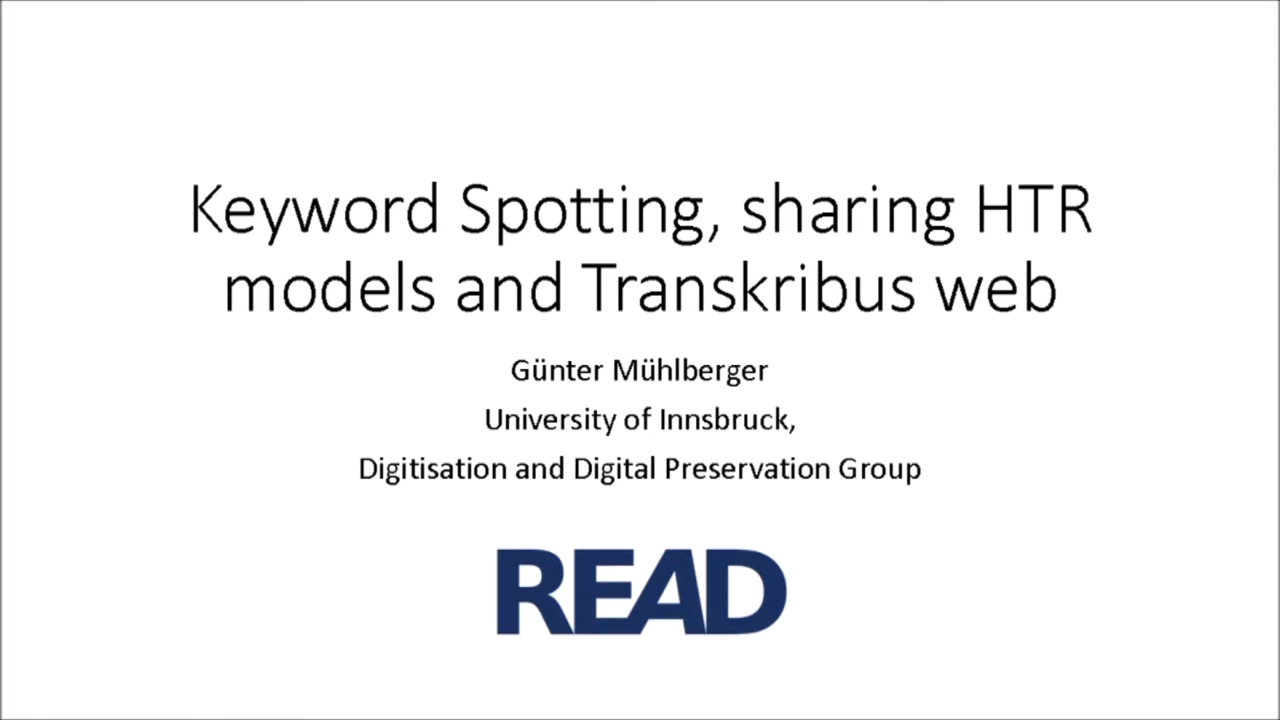 Keyword Spotting, sharing HTR
models and Transkribus web
Günter Mühlberger
University of Innsbruck,
Digitisation and Digital Preservation Group
READ